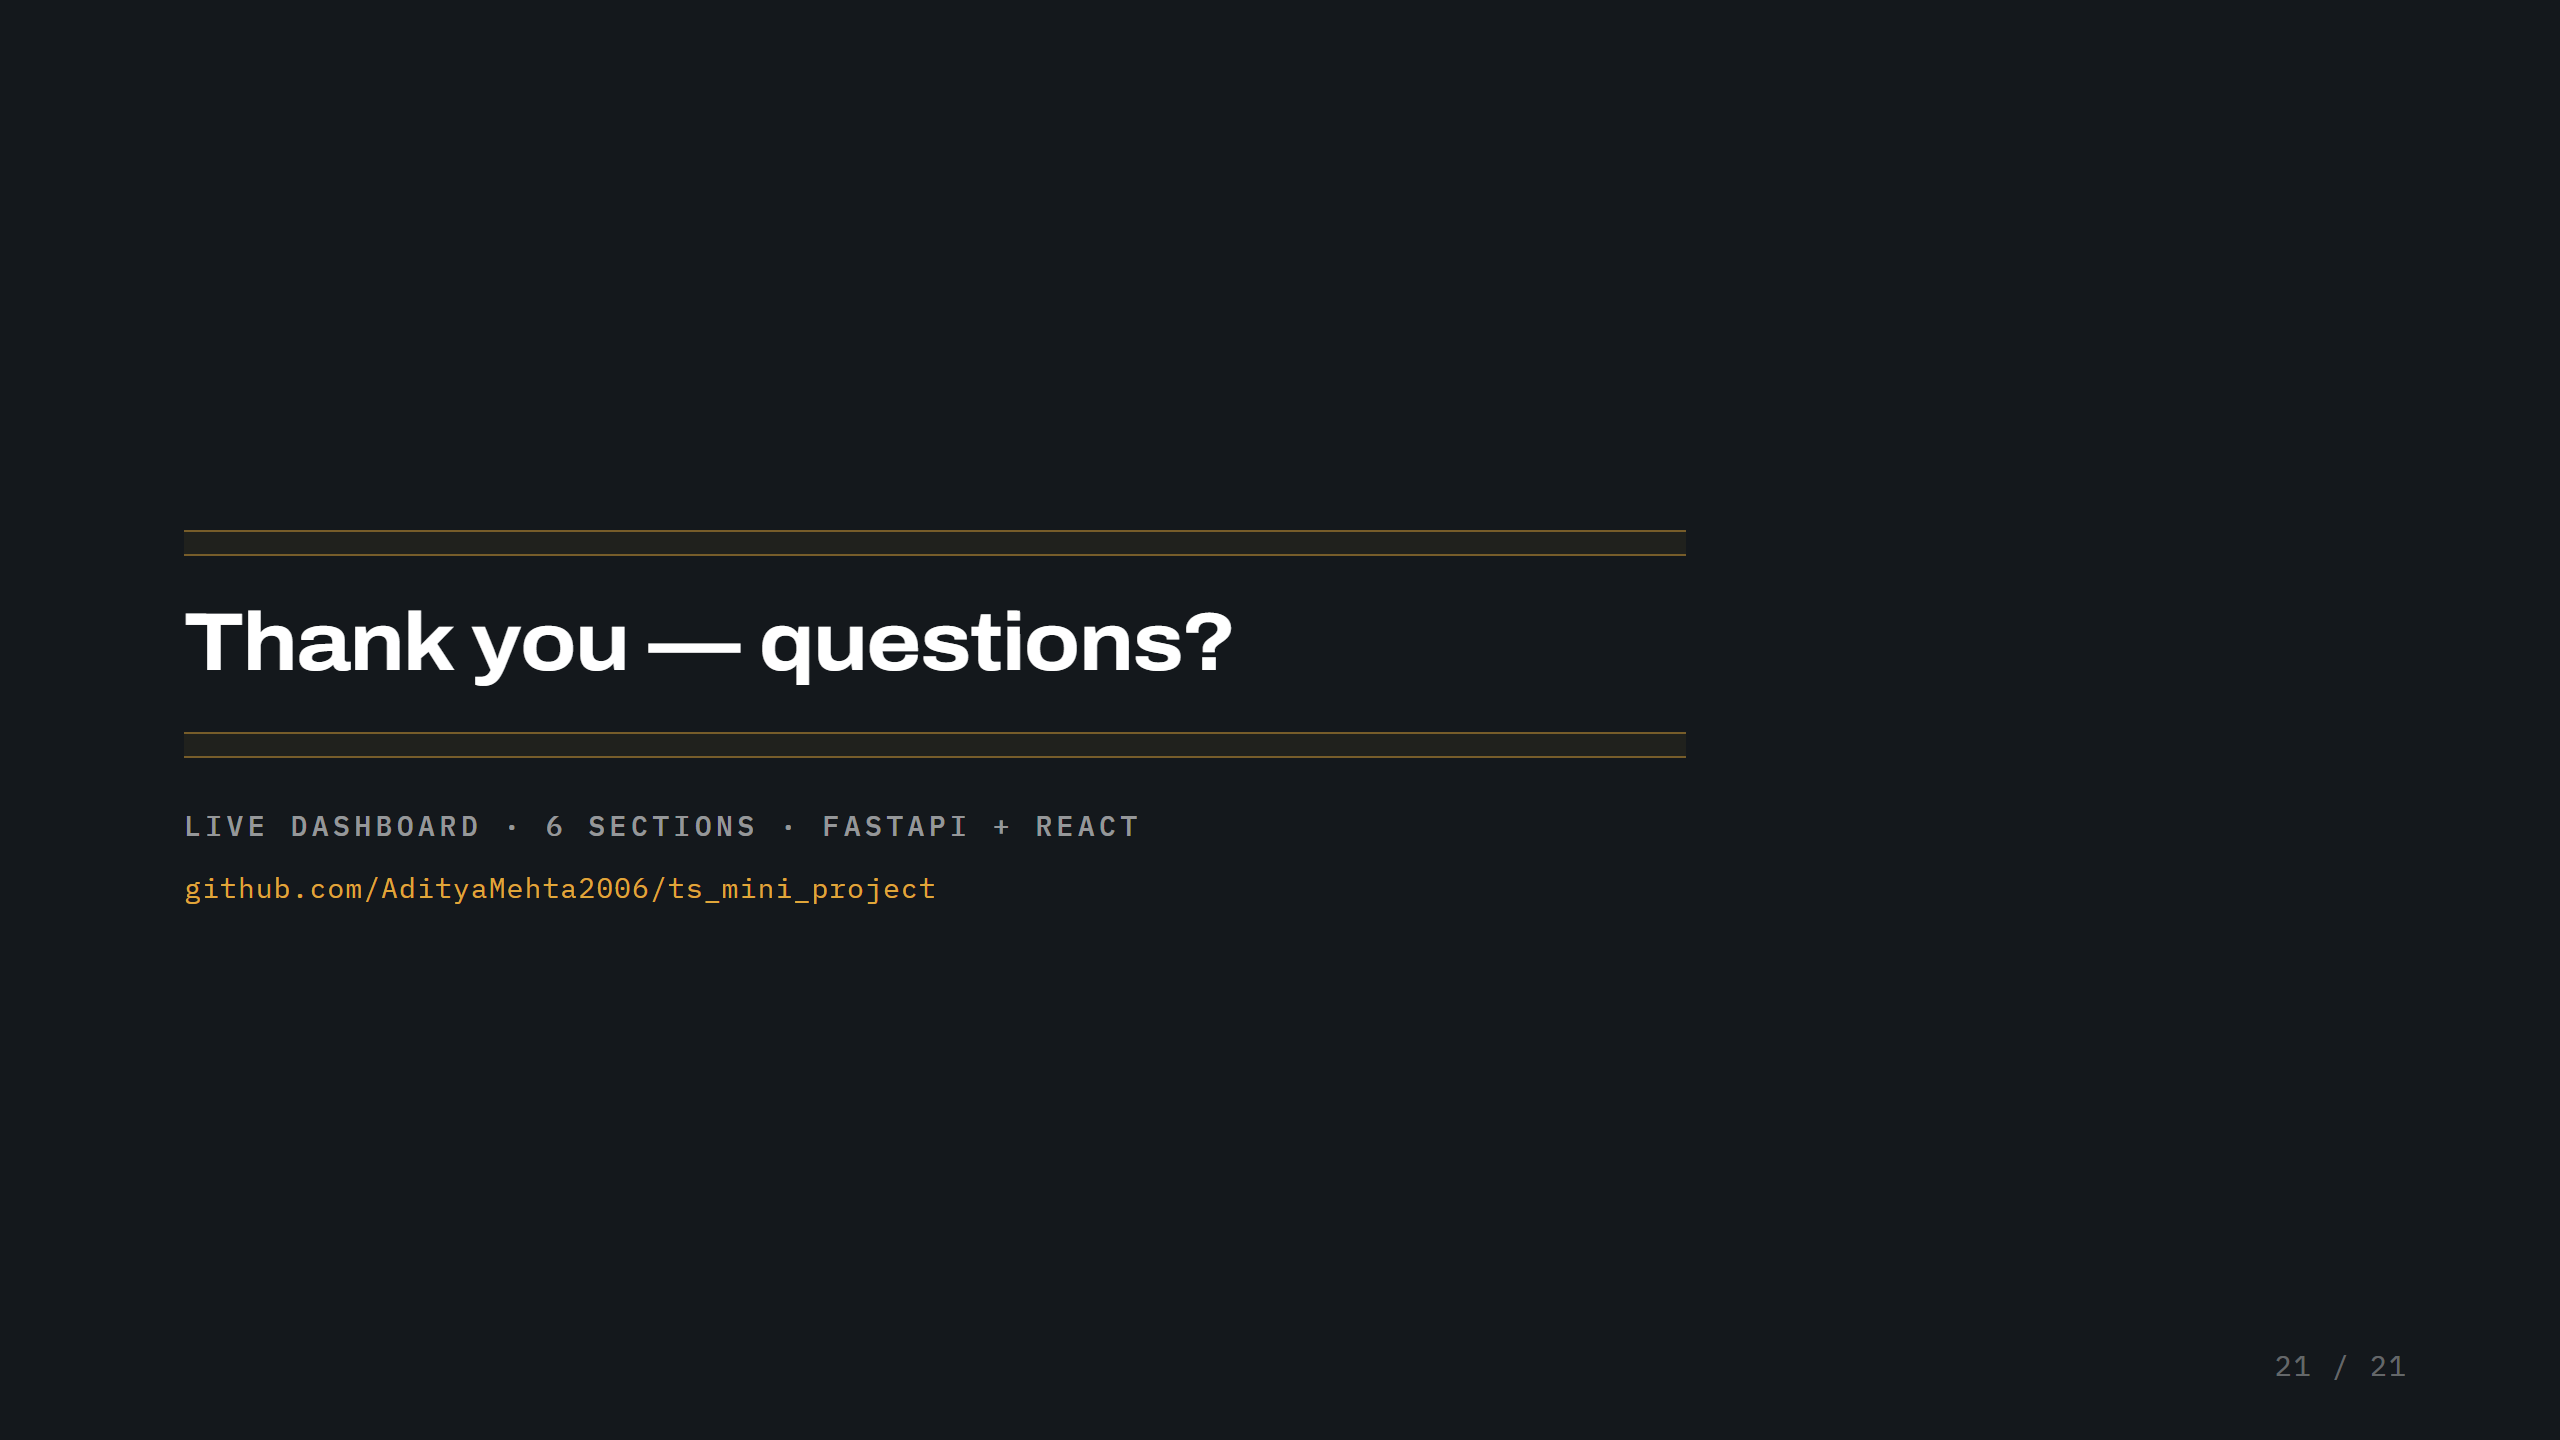 Thank you — questions?
LIVE DASHBOARD · 6 SECTIONS · FASTAPI + REACT
github.com/AdityaMehta2006/ts_mini_project
21 / 21